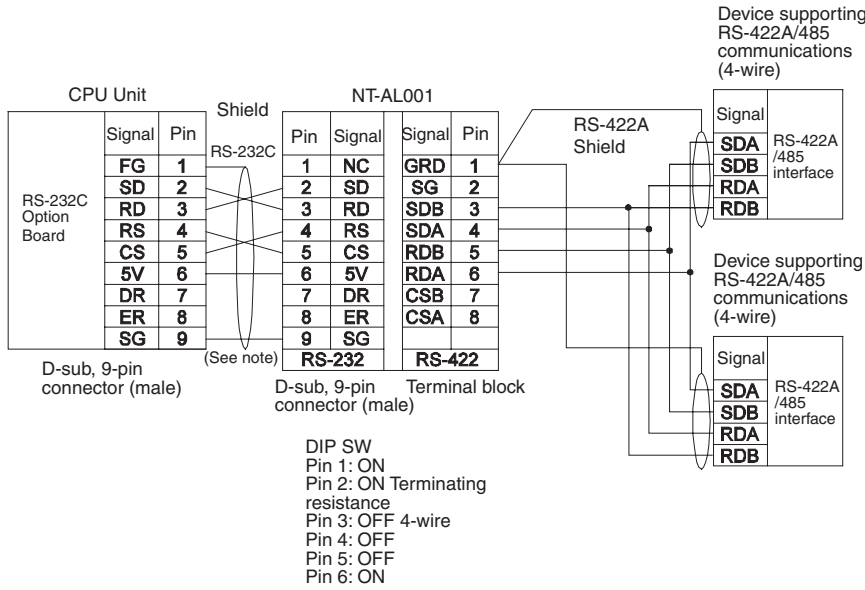 Device supporting
RS-422A/485
communications
(4-wire)
CPU Unit
Shield
NT-AL001
RS-422A
Shield
RS-232C
Signal Pin
Pin Signal
Signal Pin
RS-232C
Option
Board
FG 1 1 NC GRD 1
SD 2 2 SD SG 2
RD 3 3 RD SDB 3
RS 4 4 RS SDA 4
CS 5 5 CS RDB 5
5V 6 6 5V RDA 6
DR 7 7 DR CSB 7
ER 8 8 ER CSA 8
SG 9 9 SG
(See note)
RS-232 RS-422
D-sub, 9-pin
connector (male)
D-sub, 9-pin
connector (male)
Terminal block
Signal
SDA
SDB
RDA
RDB
RS-422A
/485
interface
Device supporting
RS-422A/485
communications
(4-wire)
Signal
SDA
SDB
RDA
RDB
RS-422A
/485
interface
DIP SW
Pin 1: ON
Pin 2: ON Terminating
resistance
Pin 3: OFF 4-wire
Pin 4: OFF
Pin 5: OFF
Pin 6: ON